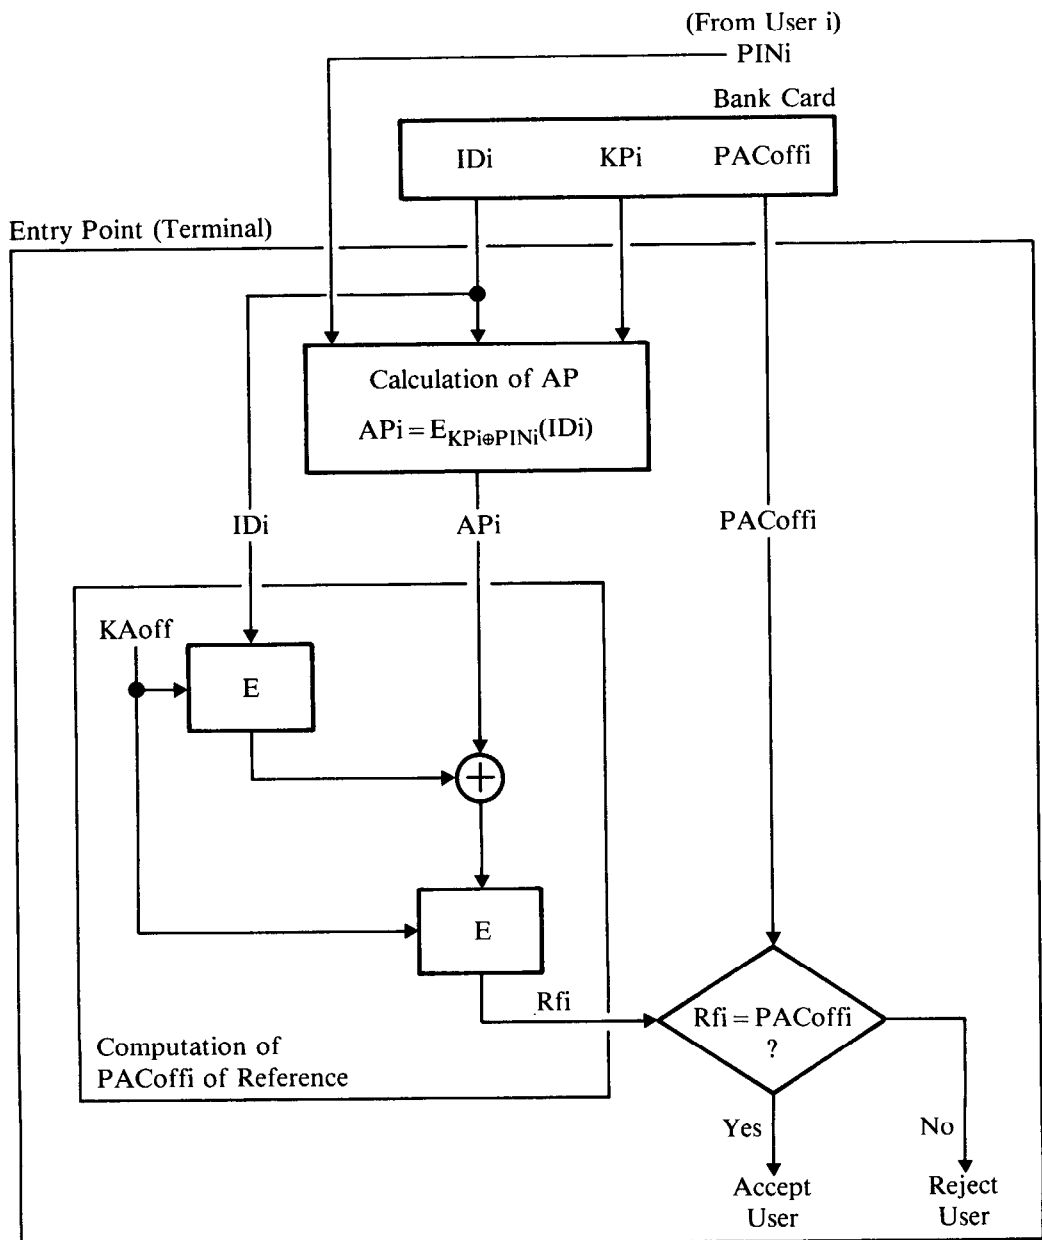 (From User i)
PINi
Bank Card
IDi KPi PACoffi
Entry Point (Terminal)
Calculation of AP
APi = E_KPi⊕PINi(IDi)
IDi APi PACoffi
KAoff
E
+
E
Rfi
Rfi = PACoffi
?
Computation of
PACoffi of Reference
Yes No
Accept Reject
User User